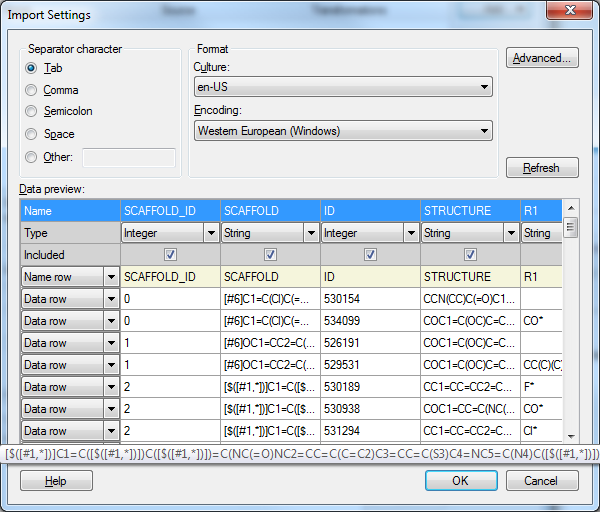 Import Settings
Separator character
Tab
Comma
Semicolon
Space
Other:
Format
Culture:
en-US
Encoding:
Western European (Windows)
Advanced...
Refresh
Data preview:
Name SCAFFOLD_ID SCAFFOLD ID STRUCTURE R1
Type Integer String Integer String String
Included
Name row SCAFFOLD_ID SCAFFOLD ID STRUCTURE R1
Data row 0 [#6]C1=C(Cl)C(=... 530154 CCN(CC)C(=O)C1...
Data row 0 [#6]C1=C(Cl)C(=... 534099 COC1=C(OC)C=C... CO*
Data row 1 [#6]OC1=CC2=C(... 526191 COC1=C(OC)C=C...
Data row 1 [#6]OC1=CC2=C(... 529531 COC1=C(OC)C=C... CC(C)(C)
Data row 2 [$([#1,*])]C1=C([$... 530189 CC1=CC=CC2=C... F*
Data row 2 [$([#1,*])]C1=C([$... 530938 COC1=CC=C(NC(... CO*
Data row 2 [$([#1,*])]C1=C([$... 531294 CC1=CC=CC2=C... Cl*
[$([#1,*])]C1=C([$([#1,*])])C([$([#1,*])])=C(NC(=O)NC2=CC=C(C=C2)C3=CC=C(S3)C4=NC5=C(N4)C([$([#1,*])])
Help
OK
Cancel